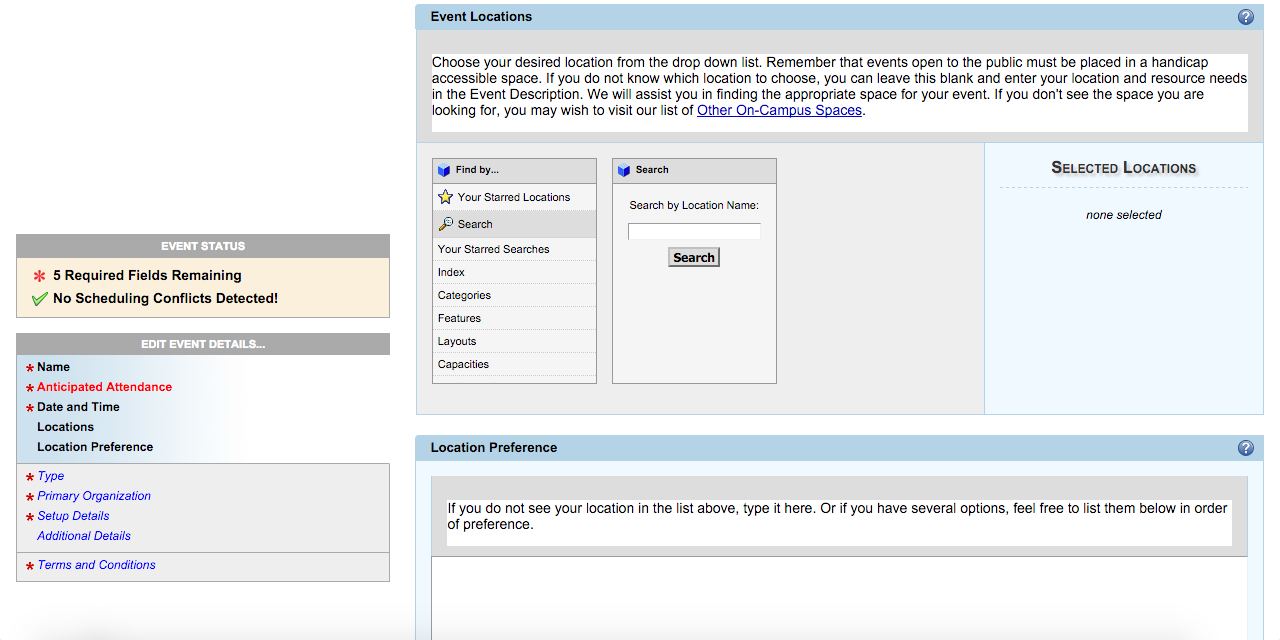 Event Locations
?
Choose your desired location from the drop down list. Remember that events open to the public must be placed in a handicap
accessible space. If you do not know which location to choose, you can leave this blank and enter your location and resource needs
in the Event Description. We will assist you in finding the appropriate space for your event. If you don't see the space you are
looking for, you may wish to visit our list of Other On-Campus Spaces.
Find by...
Your Starred Locations
Search
Your Starred Searches
Index
Categories
Features
Layouts
Capacities
Search
Search by Location Name:
Search
SELECTED LOCATIONS
none selected
EVENT STATUS
5 Required Fields Remaining
No Scheduling Conflicts Detected!
EDIT EVENT DETAILS...
* Name
* Anticipated Attendance
* Date and Time
Locations
Location Preference
* Type
* Primary Organization
* Setup Details
Additional Details
* Terms and Conditions
Location Preference
?
If you do not see your location in the list above, type it here. Or if you have several options, feel free to list them below in order
of preference.